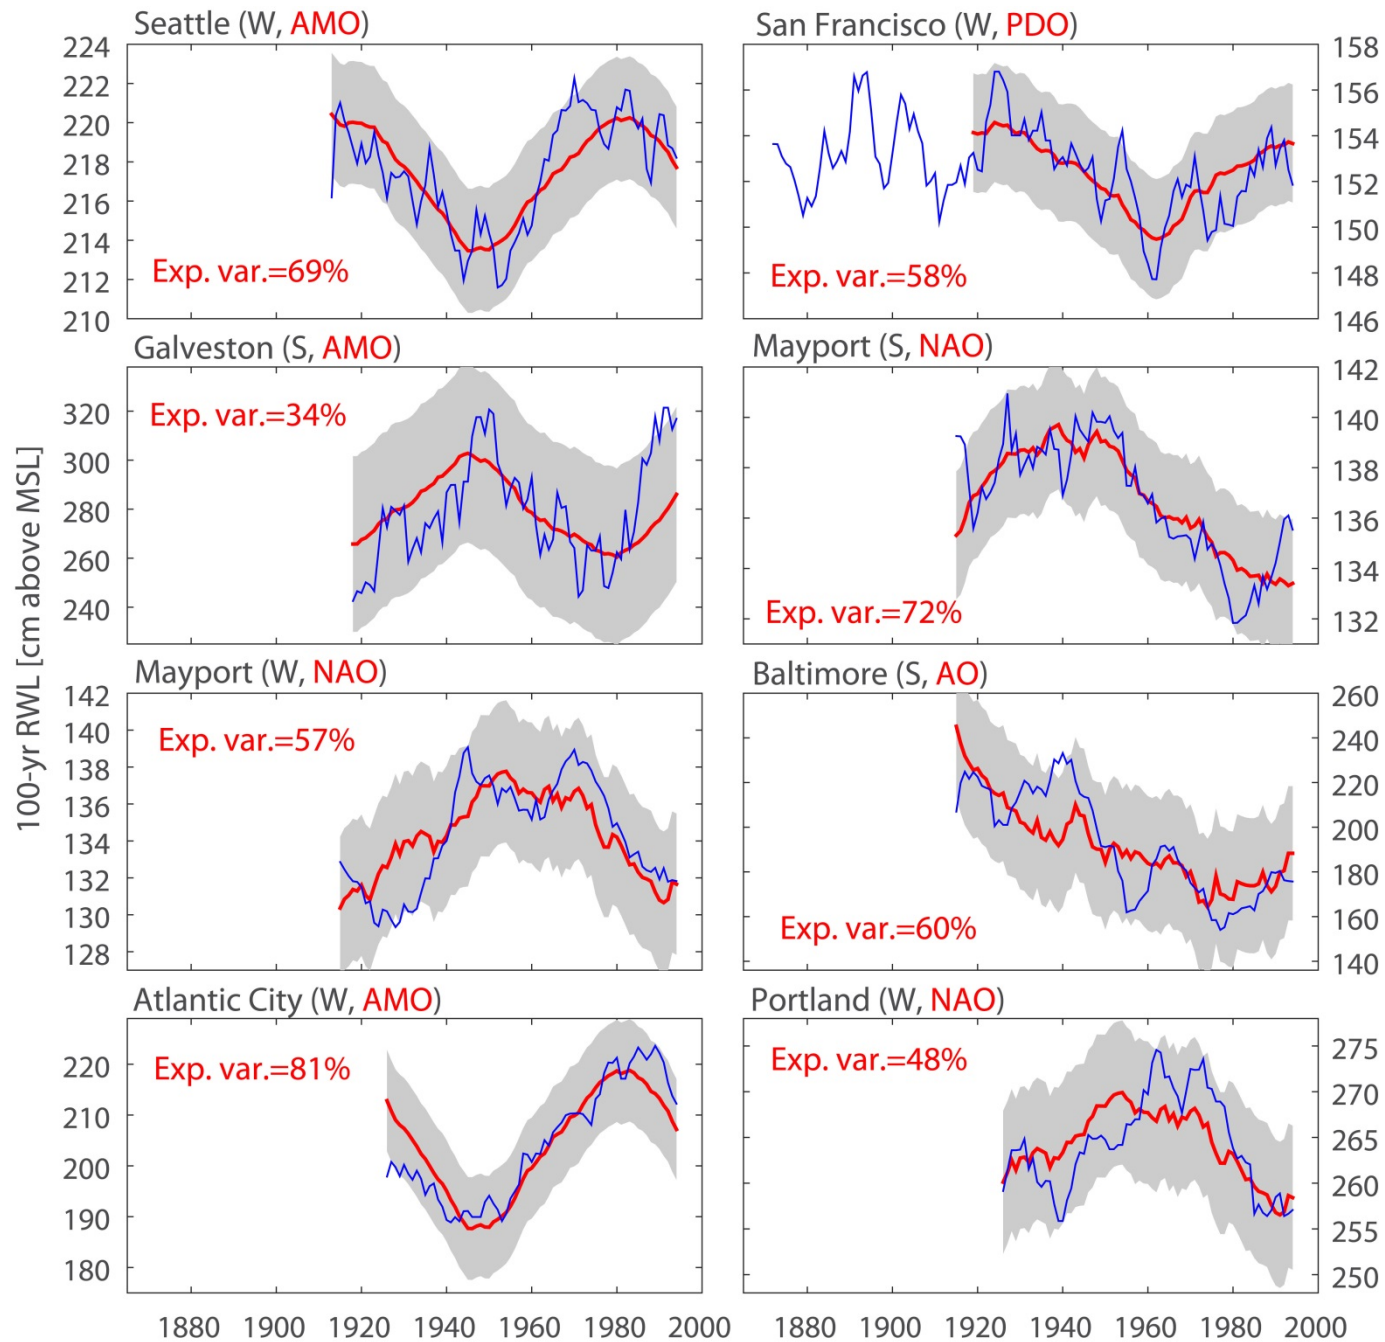 Seattle (W, AMO)
San Francisco (W, PDO)
224
222
220
218
216
214
212
210
Exp. var.=69%
158
156
154
152
150
148
146
Exp. var.=58%
Galveston (S, AMO)
Mayport (S, NAO)
320
300
280
260
240
Exp. var.=34%
142
140
138
136
134
132
Exp. var.=72%
100-yr RWL [cm above MSL]
Mayport (W, NAO)
Baltimore (S, AO)
142
140
138
136
134
132
130
128
Exp. var.=57%
260
240
220
200
180
160
140
Exp. var.=60%
Atlantic City (W, AMO)
Portland (W, NAO)
220
210
200
190
180
Exp. var.=81%
275
270
265
260
255
250
Exp. var.=48%
1880 1900 1920 1940 1960 1980 2000
1880 1900 1920 1940 1960 1980 2000